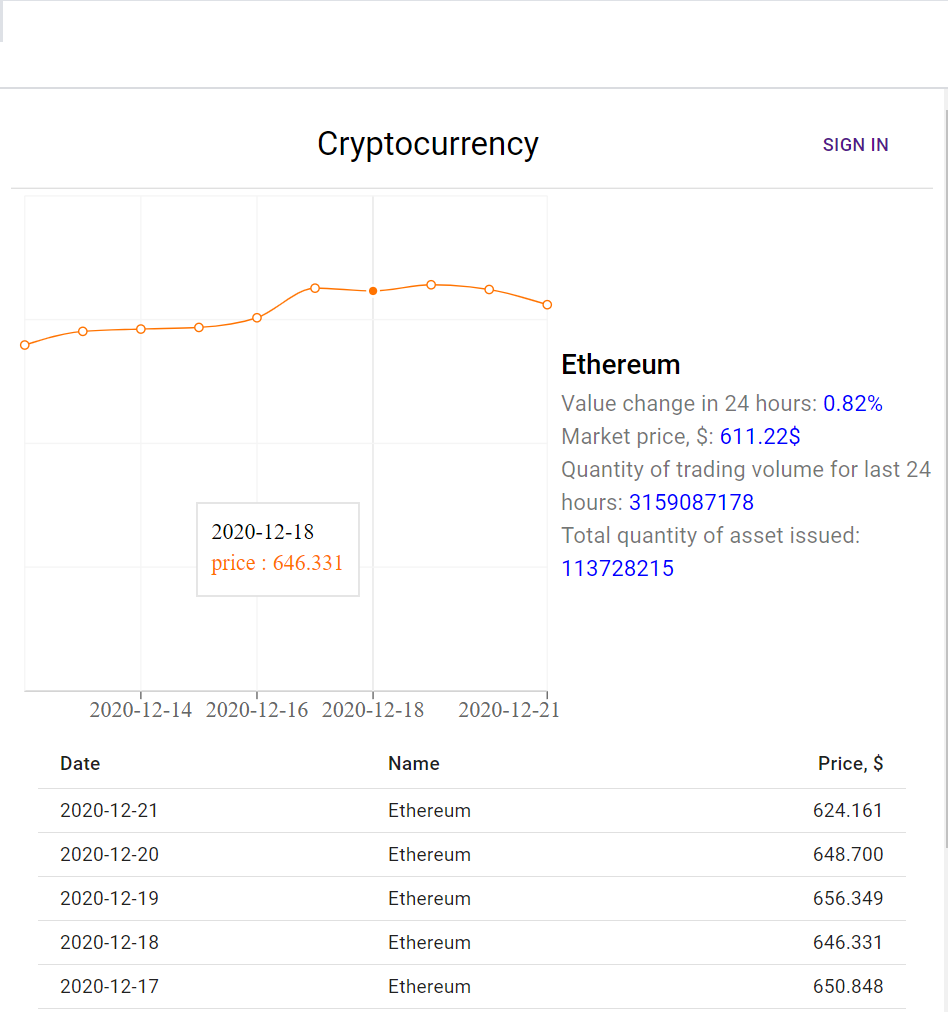 Cryptocurrency
SIGN IN
Ethereum
Value change in 24 hours: 0.82%
Market price, $: 611.22$
Quantity of trading volume for last 24
hours: 3159087178
Total quantity of asset issued:
113728215
2020-12-18
price : 646.331
2020-12-14 2020-12-16 2020-12-18 2020-12-21
Date Name Price, $
2020-12-21 Ethereum 624.161
2020-12-20 Ethereum 648.700
2020-12-19 Ethereum 656.349
2020-12-18 Ethereum 646.331
2020-12-17 Ethereum 650.848